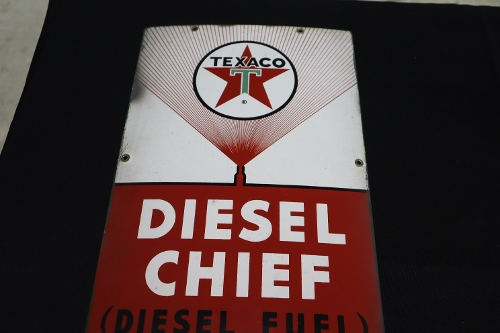 TEXACO
T
®
DIESEL
CHIEF
(DIESEL FUEL)